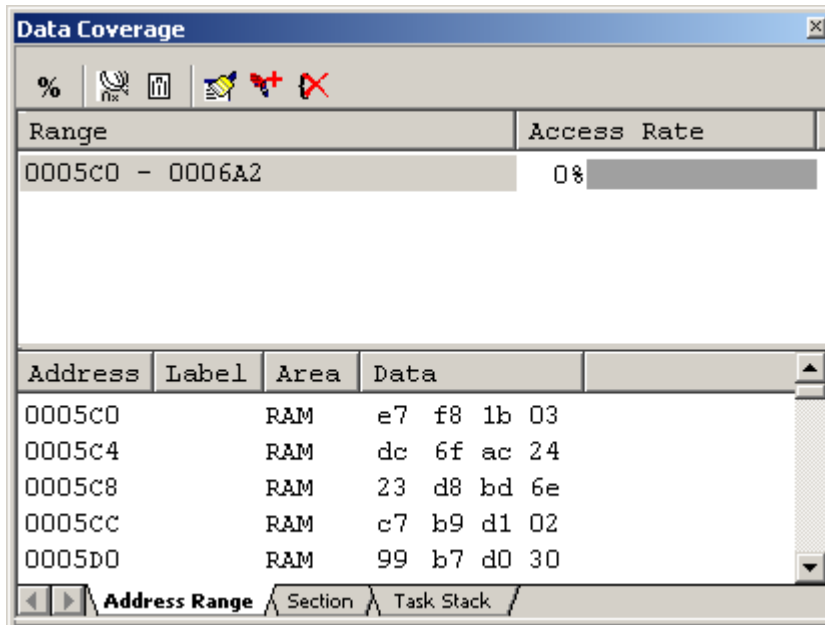 Data Coverage
%
Range Access Rate
0005C0 - 0006A2 0%
Address Label Area Data
0005C0 RAM e7 f8 1b 03
0005C4 RAM dc 6f ac 24
0005C8 RAM 23 d8 bd 6e
0005CC RAM c7 b9 d1 02
0005D0 RAM 99 b7 d0 30
Address Range Section Task Stack